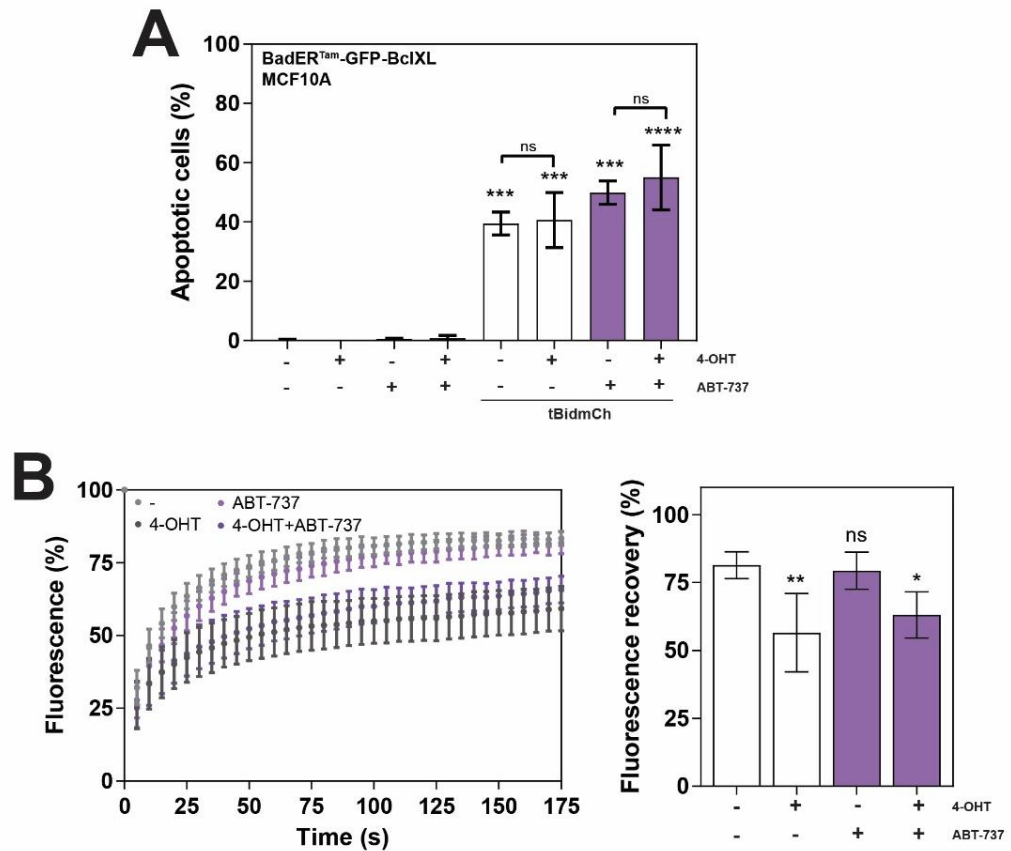 A
Apoptotic cells (%)
100
80
60
40
20
0
BadERᵀᵃᵐ-GFP-BclXL
MCF10A
ns
ns
*** *** *** ****
- + - + - + - + 4-OHT
- - + + - - + + ABT-737
tBidmCh
B
Fluorescence (%)
100
75
50
25
0
- ABT-737
4-OHT 4-OHT+ABT-737
0 25 50 75 100 125 150 175
Time (s)
Fluorescence recovery (%)
100
75
50
25
0
** ns *
- + - + 4-OHT
- - + + ABT-737